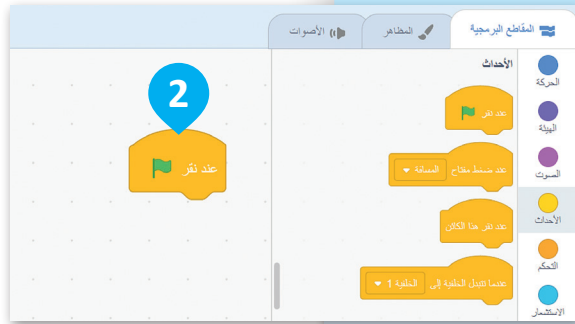 المقاطع البرمجية
المظاهر
الأصوات
الحركة
الهيئة
الصوت
الأحداث
التحكم
الاستشعار
الأحداث
عند نقر
عند ضغط مفتاح المسافة
عند نقر هذا الكائن
عندما تتبدل الخلفية إلى الخلفية 1
2
عند نقر